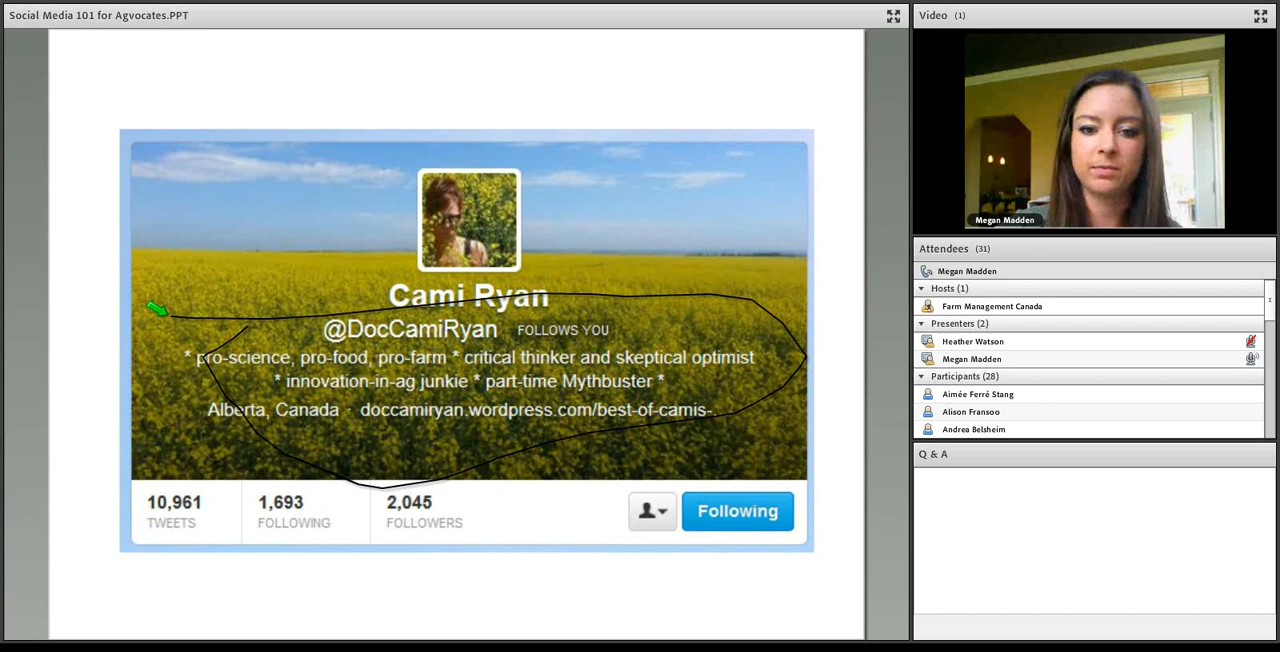 Social Media 101 for Agvocates.PPT
Cami Ryan
@DocCamiRyan FOLLOWS YOU
* pro-science, pro-food, pro-farm * critical thinker and skeptical optimist
* innovation-in-ag junkie * part-time Mythbuster *
Alberta, Canada · doccamiryan.wordpress.com/best-of-camis-
10,961
TWEETS
1,693
FOLLOWING
2,045
FOLLOWERS
Following
Video (1)
Megan Madden
Attendees (31)
Megan Madden
Hosts (1)
Farm Management Canada
Presenters (2)
Heather Watson
Megan Madden
Participants (28)
Aimée Ferré Stang
Alison Fransoo
Andrea Belsheim
Q & A